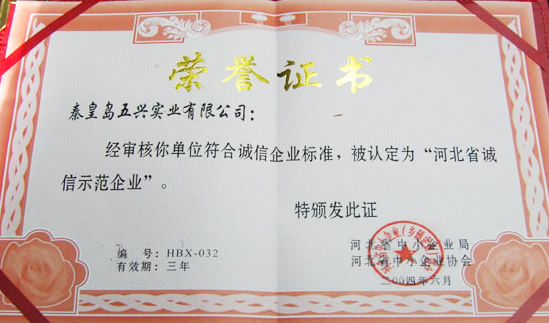 荣誉证书
秦皇岛五兴实业有限公司：
经审核你单位符合诚信企业标准，被认定为“河北省诚
信示范企业”。
特颁发此证
编 号：HBX-032
有效期：三年
河北省中小企业局
河北省中小企业协会
二00四年六月